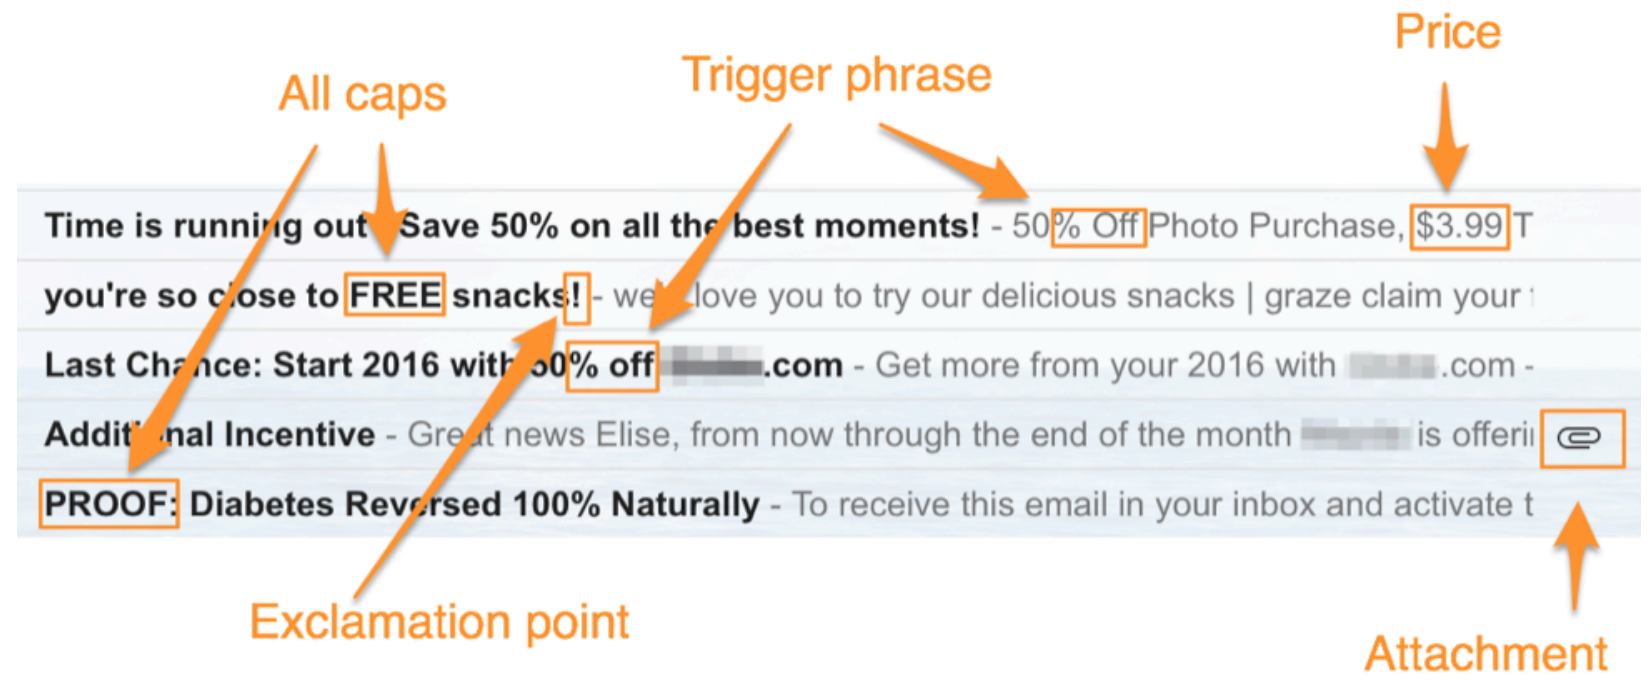 Price
Trigger phrase
All caps
Time is running out Save 50% on all the best moments! - 50% Off Photo Purchase, $3.99 T
you're so close to FREE snacks! - we love you to try our delicious snacks | graze claim your
Last Chance: Start 2016 with 50% off .com - Get more from your 2016 with .com -
Additional Incentive - Great news Elise, from now through the end of the month is offerin
PROOF: Diabetes Reversed 100% Naturally - To receive this email in your inbox and activate t
Exclamation point
Attachment